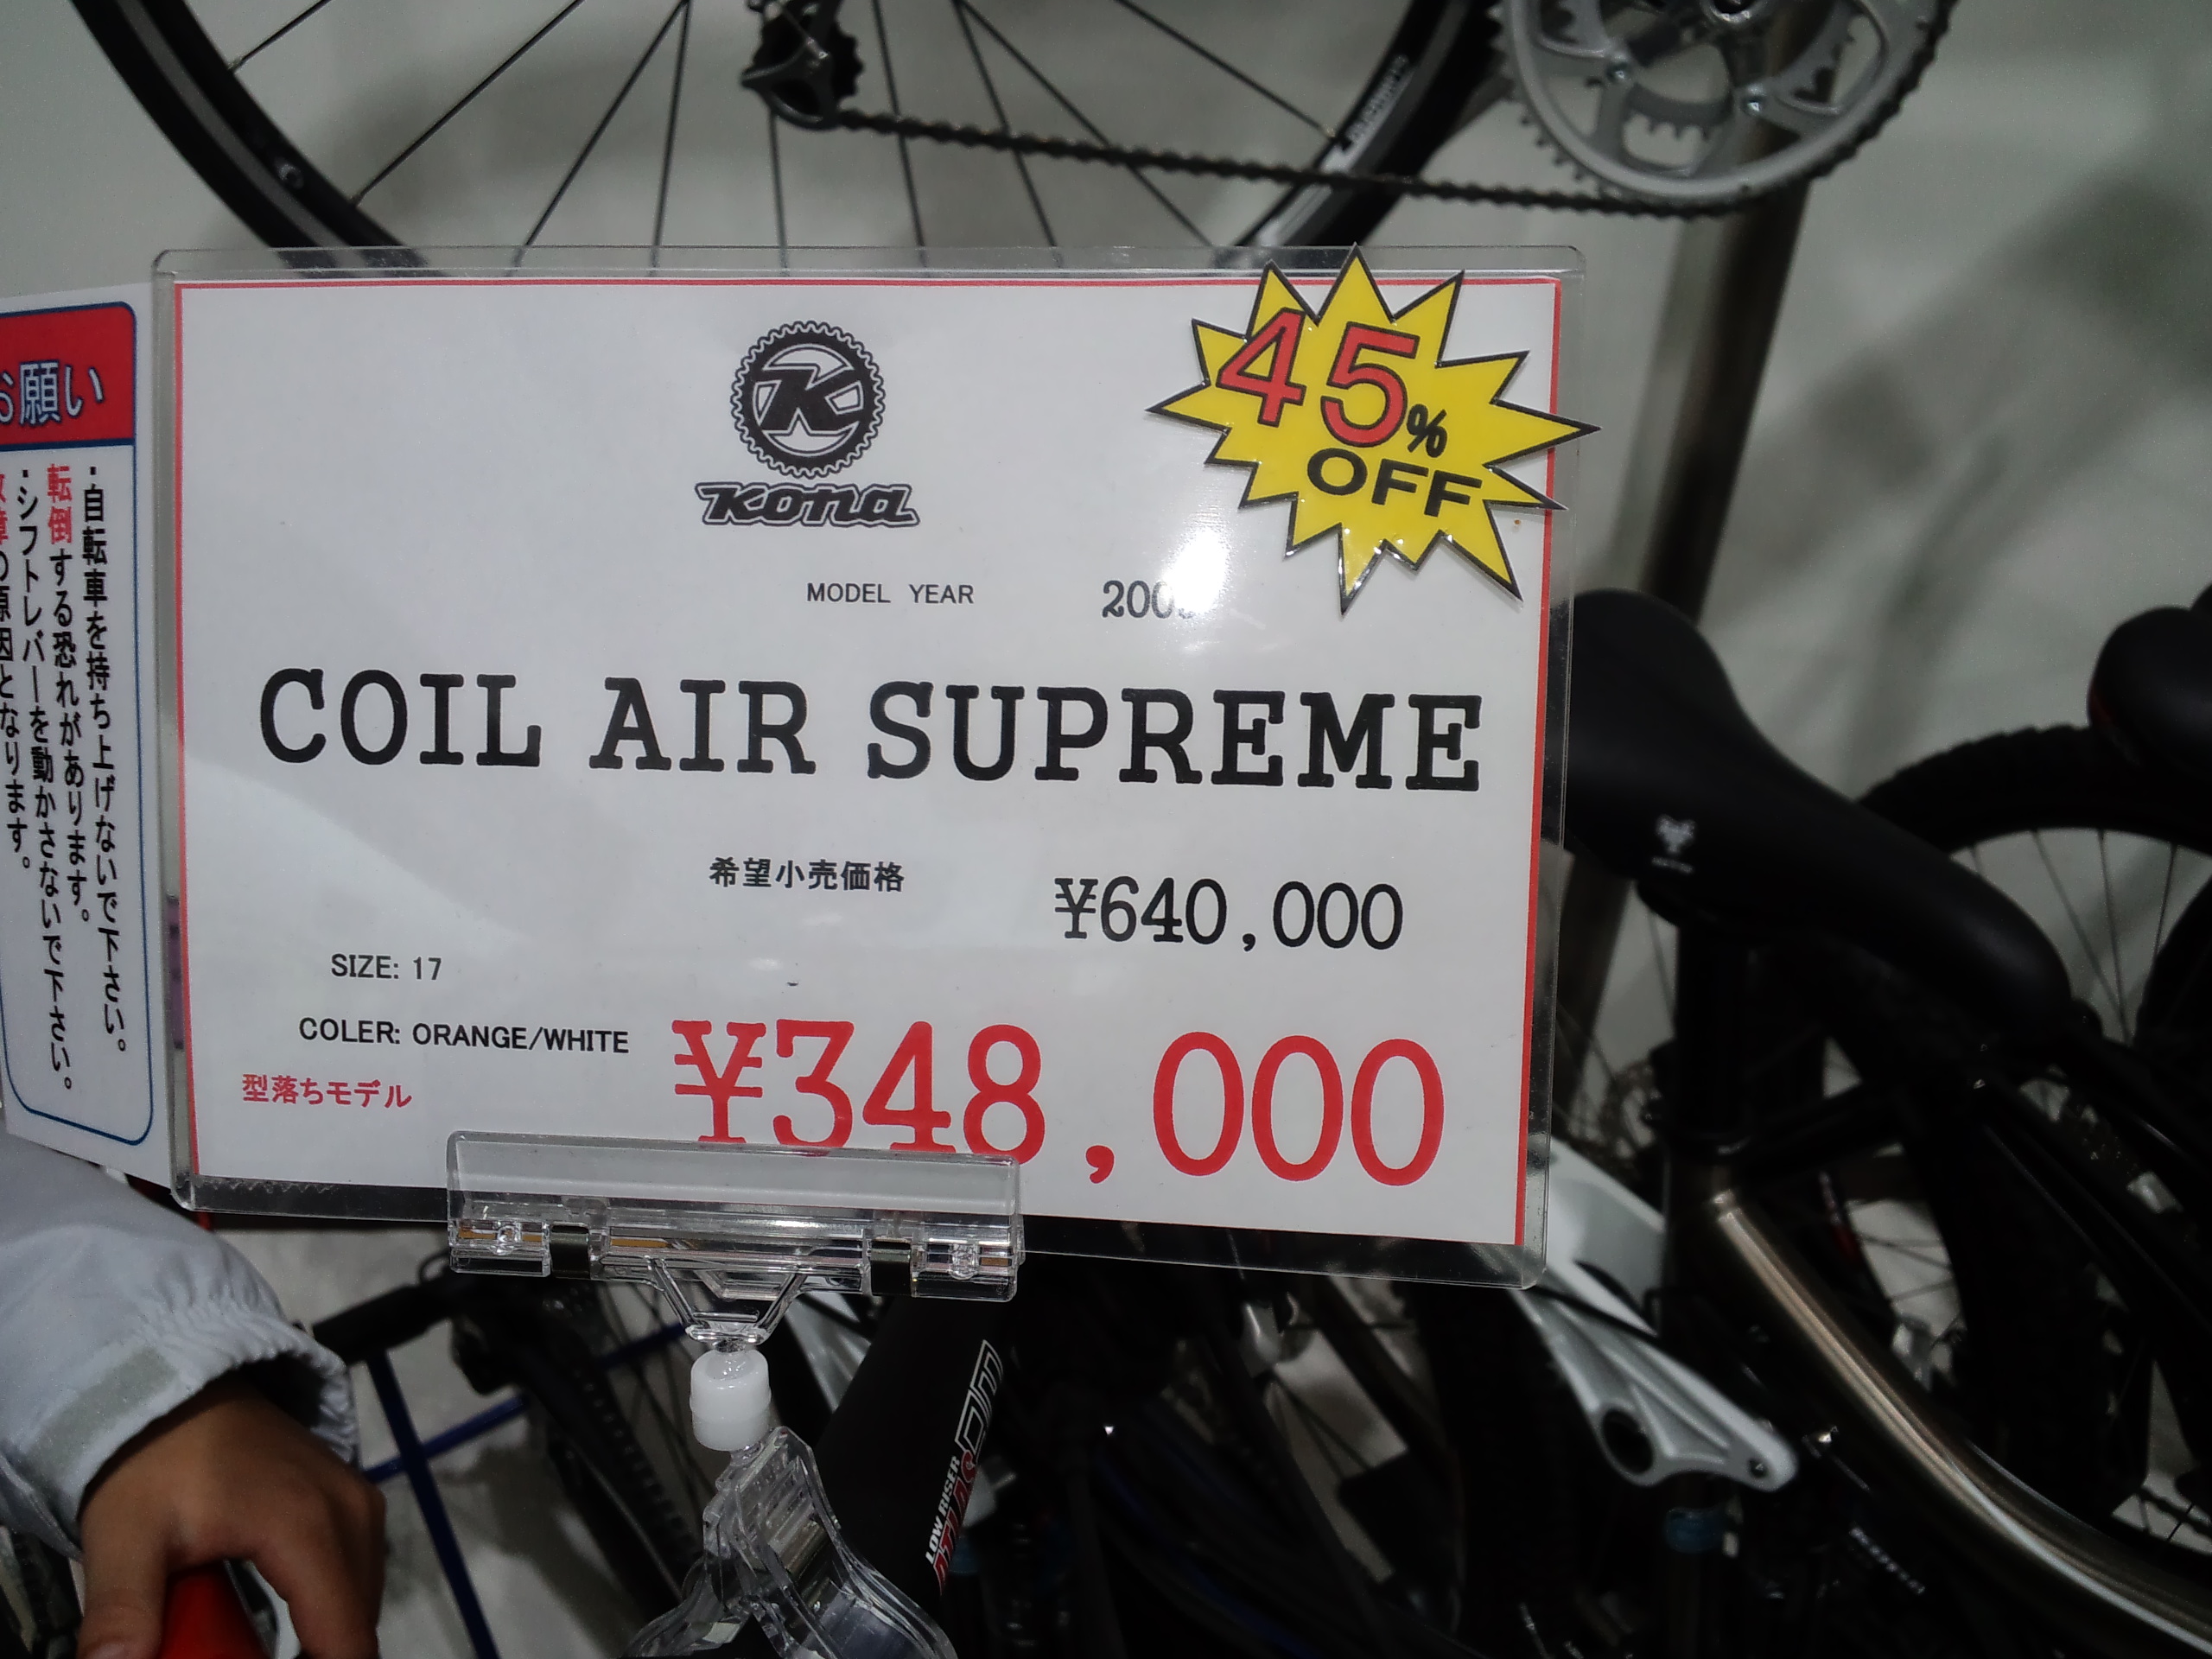 お願い
・自転車を持ち上げないで下さい。
転倒する恐れがあります。
・シフトレバーを動かさないで下さい。
故障の原因となります。
K
KONA
45%
OFF
MODEL YEAR
COIL AIR SUPREME
希望小売価格 ¥640,000
SIZE: 17
COLER: ORANGE/WHITE
型落ちモデル
¥348,000
LOW RISER
ATLAS